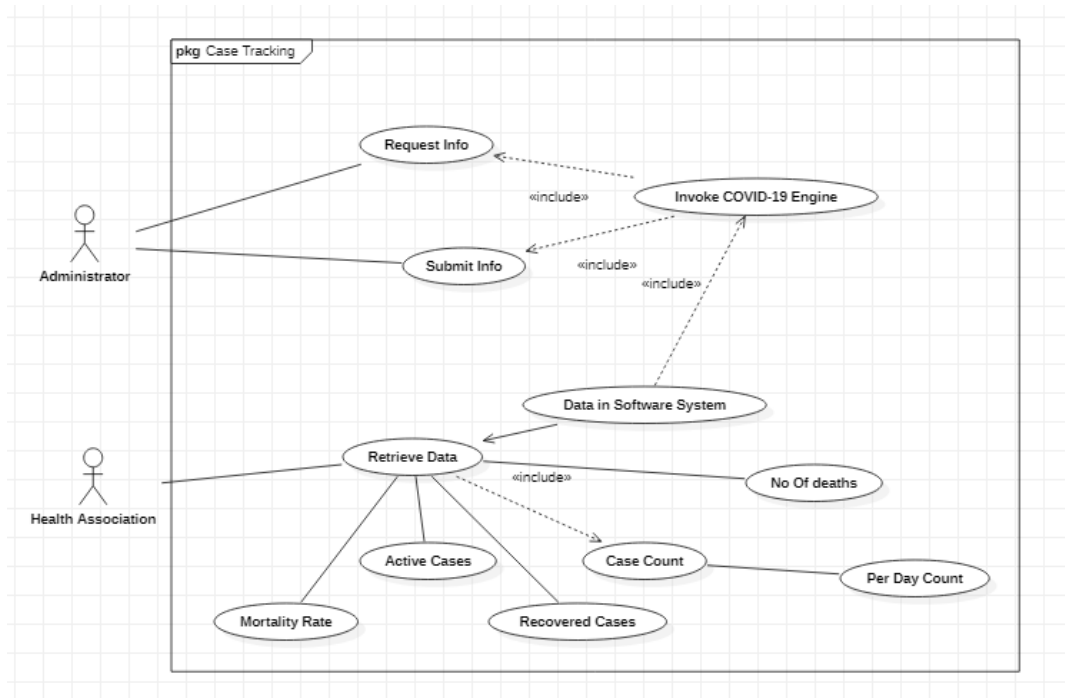 pkg Case Tracking
Request Info
«include»
Invoke COVID-19 Engine
Administrator
Submit Info
«include»
«include»
Data in Software System
Retrieve Data
«include»
No Of deaths
Health Association
Active Cases
Case Count
Per Day Count
Mortality Rate
Recovered Cases